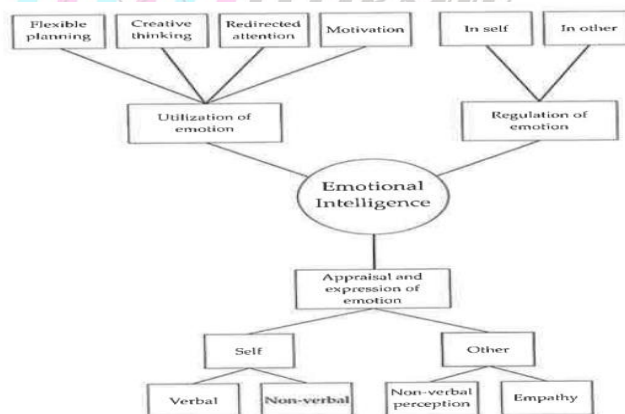 Flexible
planning
Creative
thinking
Redirected
attention
Motivation
In self
In other
Utilization of
emotion
Regulation of
emotion
Emotional
Intelligence
Appraisal and
expression of
emotion
Self
Other
Verbal
Non-verbal
Non-verbal
perception
Empathy